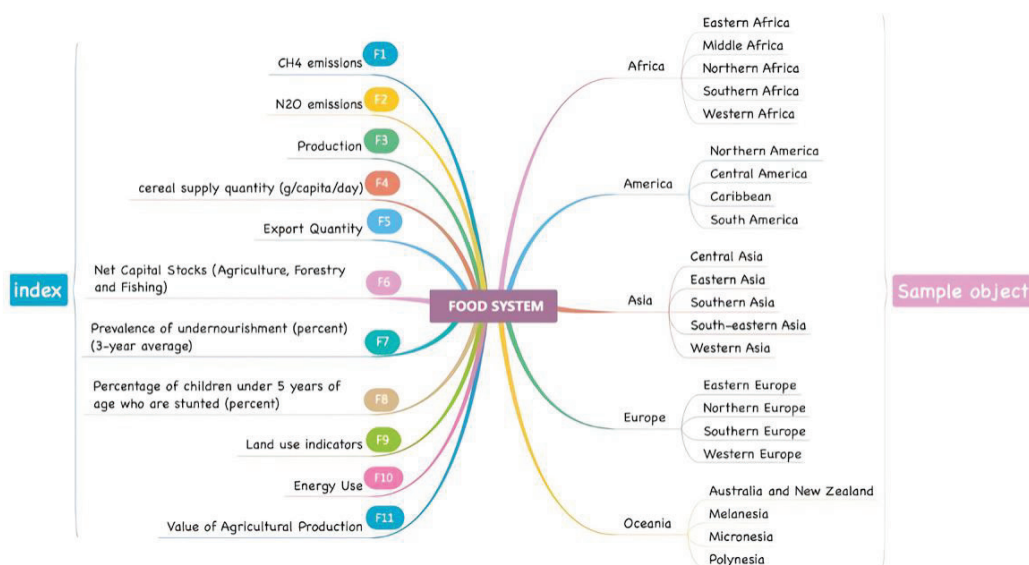 index
F1
CH4 emissions
F2
N2O emissions
F3
Production
F4
cereal supply quantity (g/capita/day)
F5
Export Quantity
F6
Net Capital Stocks (Agriculture, Forestry
and Fishing)
F7
Prevalence of undernourishment (percent)
(3-year average)
F8
Percentage of children under 5 years of
age who are stunted (percent)
F9
Land use indicators
F10
Energy Use
F11
Value of Agricultural Production
FOOD SYSTEM
Africa
Eastern Africa
Middle Africa
Northern Africa
Southern Africa
Western Africa
America
Northern America
Central America
Caribbean
South America
Asia
Central Asia
Eastern Asia
Southern Asia
South-eastern Asia
Western Asia
Europe
Eastern Europe
Northern Europe
Southern Europe
Western Europe
Oceania
Australia and New Zealand
Melanesia
Micronesia
Polynesia
Sample object